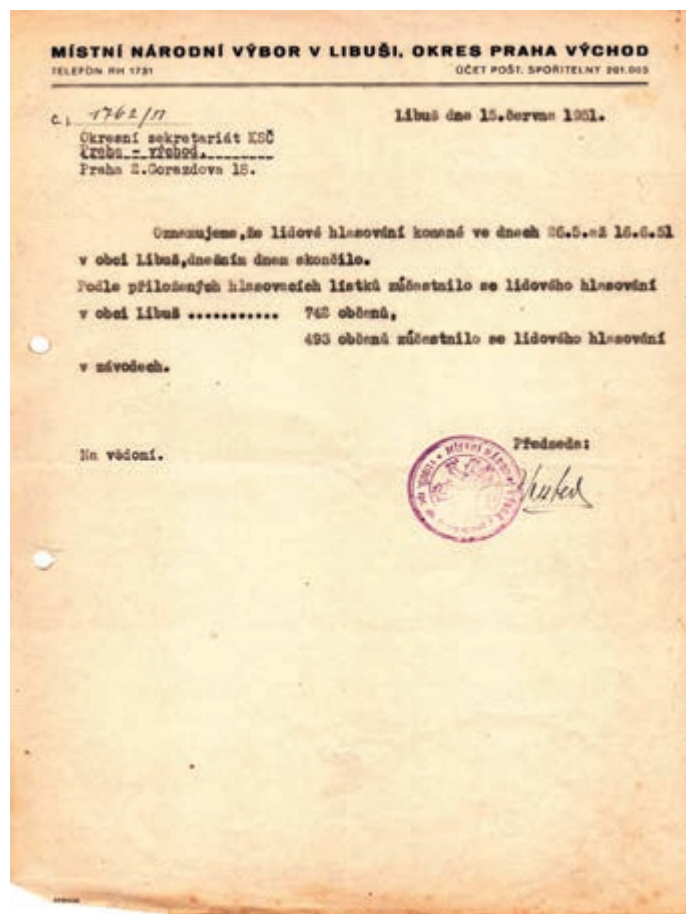 MÍSTNÍ NÁRODNÍ VÝBOR V LIBUŠI, OKRES PRAHA VÝCHOD
TELEFON RH 1731 ÚČET POŠT. SPOŘITELNY 201.003
Č. 1762/51 Libuš dne 15.června 1951.
Okresní sekretariát KSČ
Praha - východ.
Praha 2.Gorazdova 18.
Oznamujeme,že lidové hlasování konané ve dnech 26.5.až 16.6.51
v obci Libuš,dnešním dnem skončilo.
Podle přiložených hlasovacích lístků zúčastnilo se lidového hlasování
v obci Libuš ........... 742 občanů,
493 občanů zúčastnilo se lidového hlasování
v závodech.
Předseda:
Na vědomí.